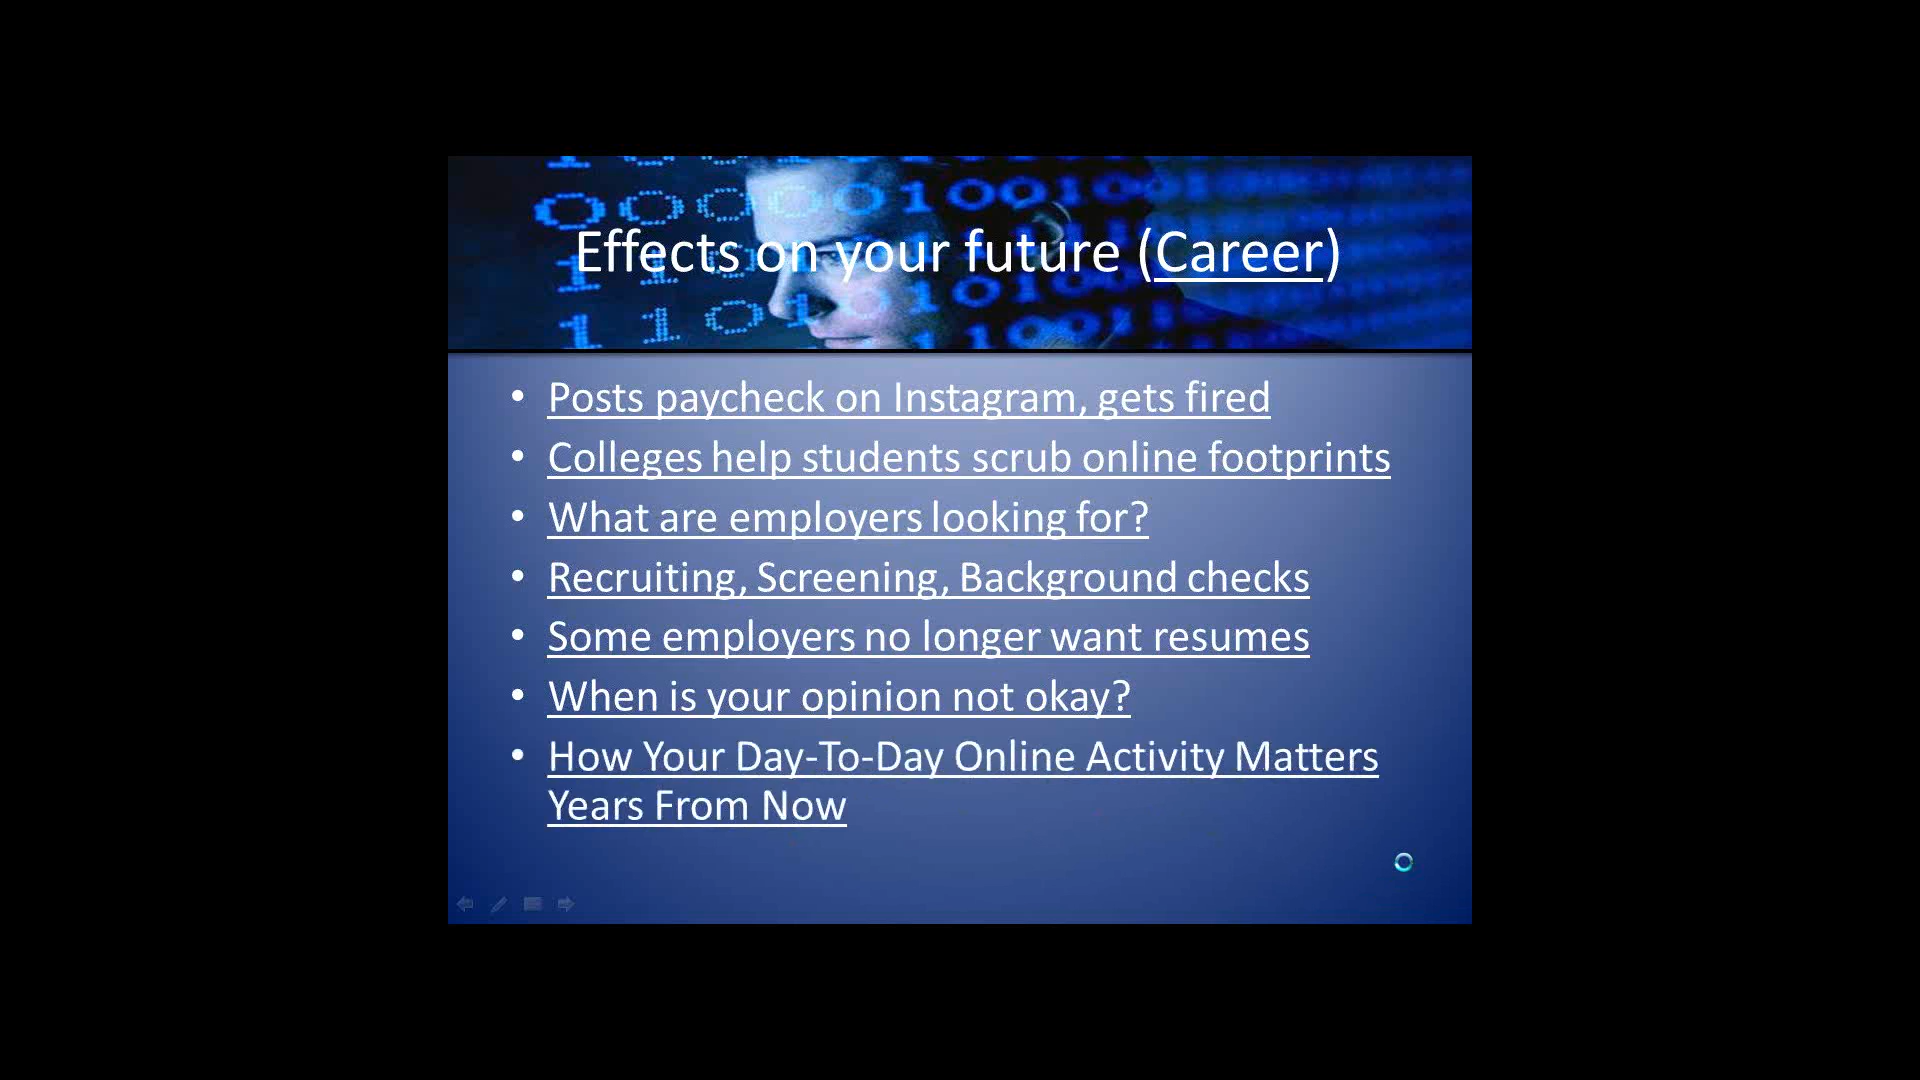 Effects on your future (Career)
• Posts paycheck on Instagram, gets fired
• Colleges help students scrub online footprints
• What are employers looking for?
• Recruiting, Screening, Background checks
• Some employers no longer want resumes
• When is your opinion not okay?
• How Your Day-To-Day Online Activity Matters
Years From Now